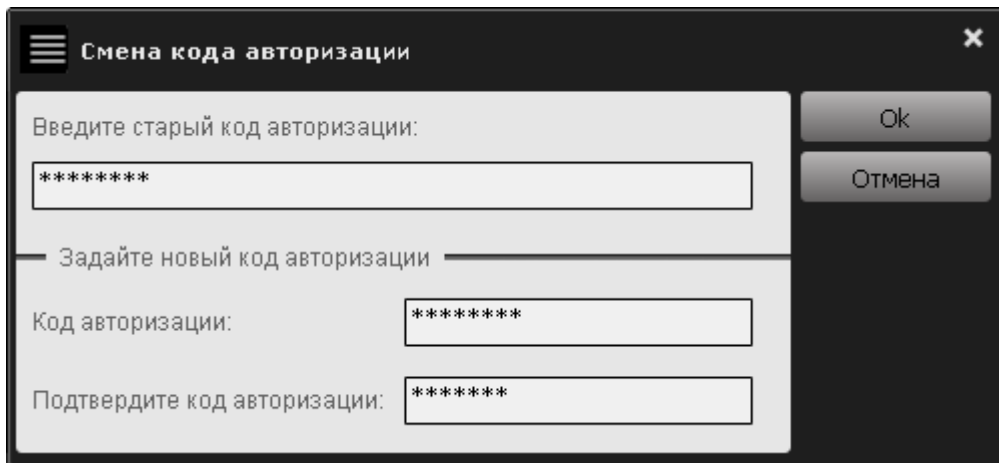 Смена кода авторизации
Введите старый код авторизации:
********
Ok
Отмена
Задайте новый код авторизации
Код авторизации:
********
Подтвердите код авторизации:
*******